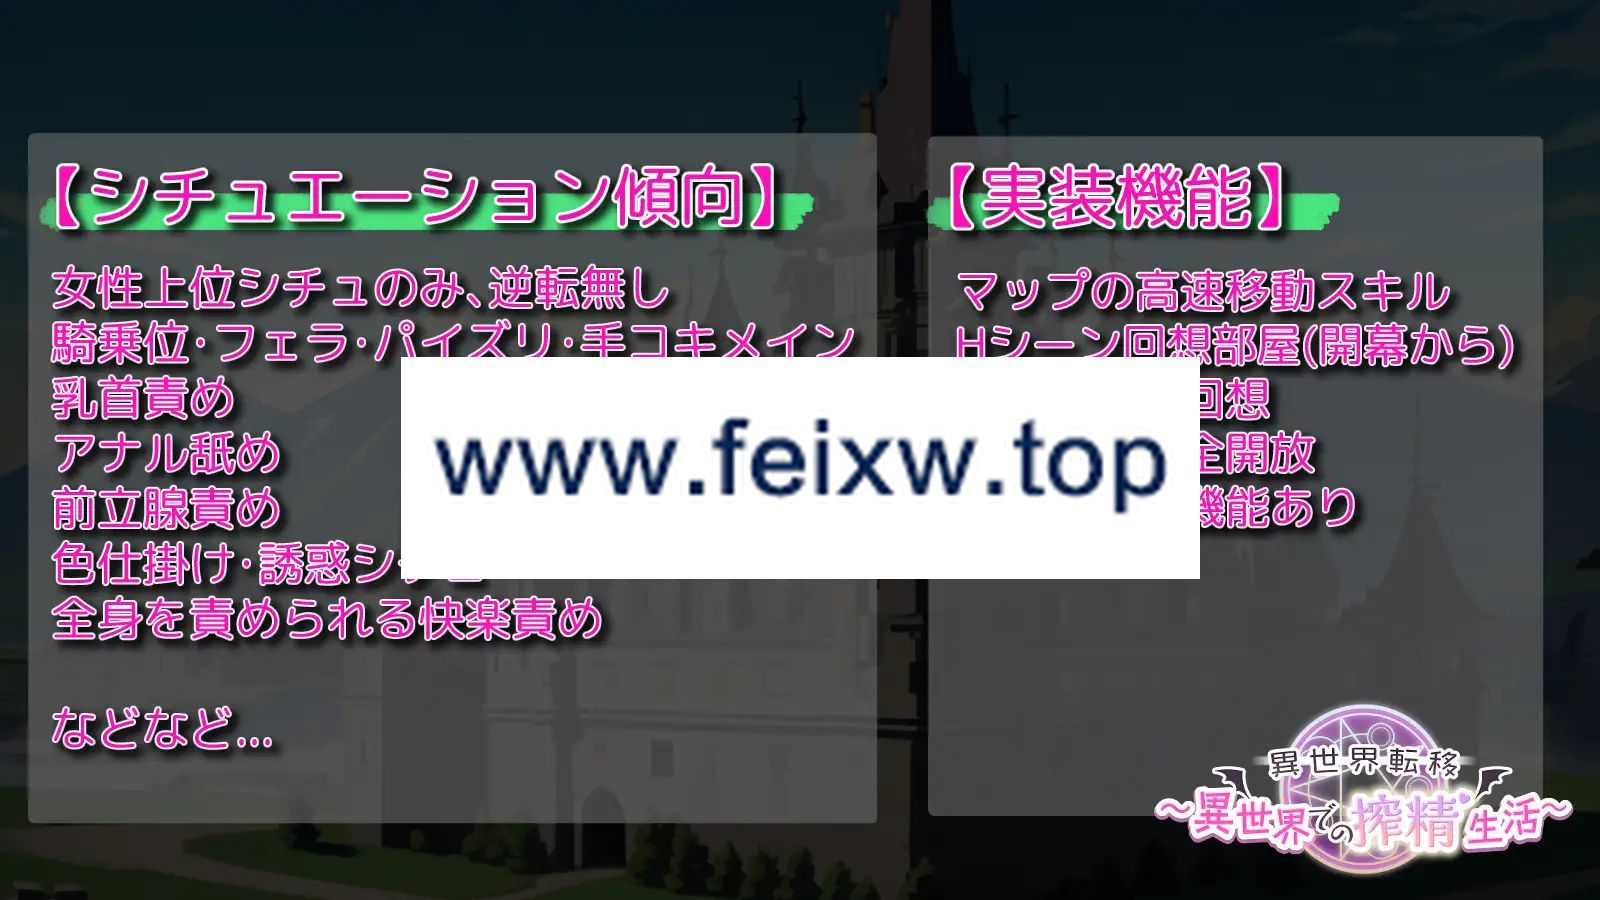 【シチュエーション傾向】
女性上位シチュのみ、逆転無し
騎乗位・フェラ・パイズリ・手コキメイン
乳首責め
アナル舐め
前立腺責め
色仕掛け・誘惑シチュ
全身を責められる快楽責め
などなど…
【実装機能】
マップの高速移動スキル
Hシーン回想部屋(開幕から)
回想
全開放
機能あり
www.feixw.top
異世界転移
～異世界での搾精生活～